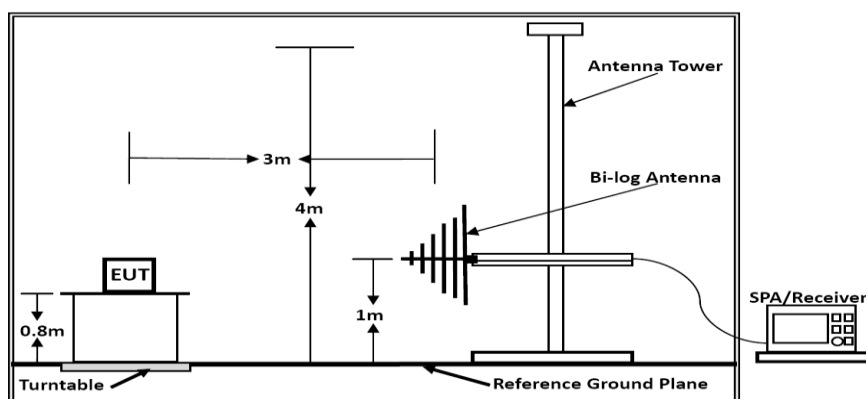 Antenna Tower
3m
Bi-log Antenna
4m
EUT
SPA/Receiver
0.8m
1m
Turntable
Reference Ground Plane